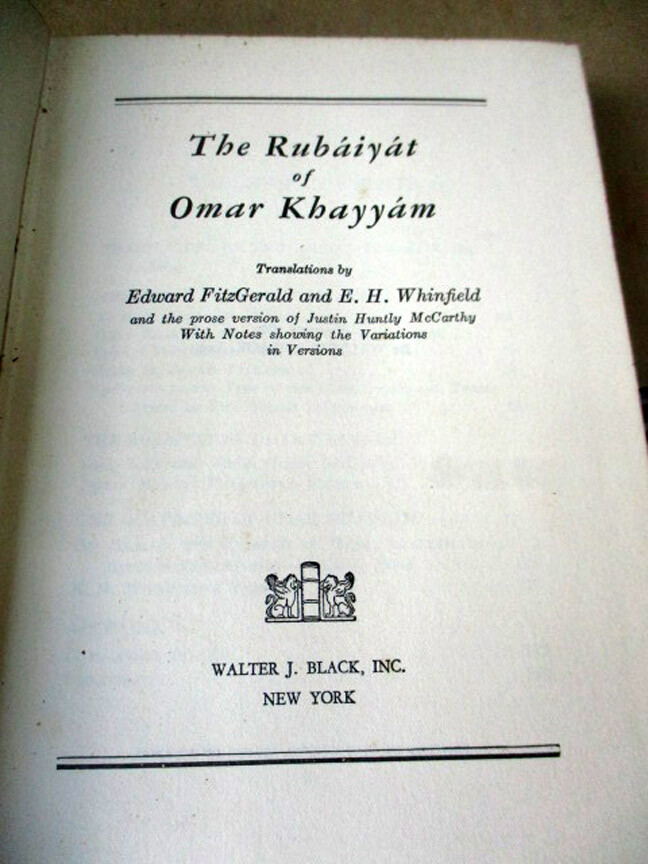 The Rubáiyát
of
Omar Khayyám
Translations by
Edward FitzGerald and E. H. Whinfield
and the prose version of Justin Huntly McCarthy
With Notes showing the Variations
in Versions
WALTER J. BLACK, INC.
NEW YORK